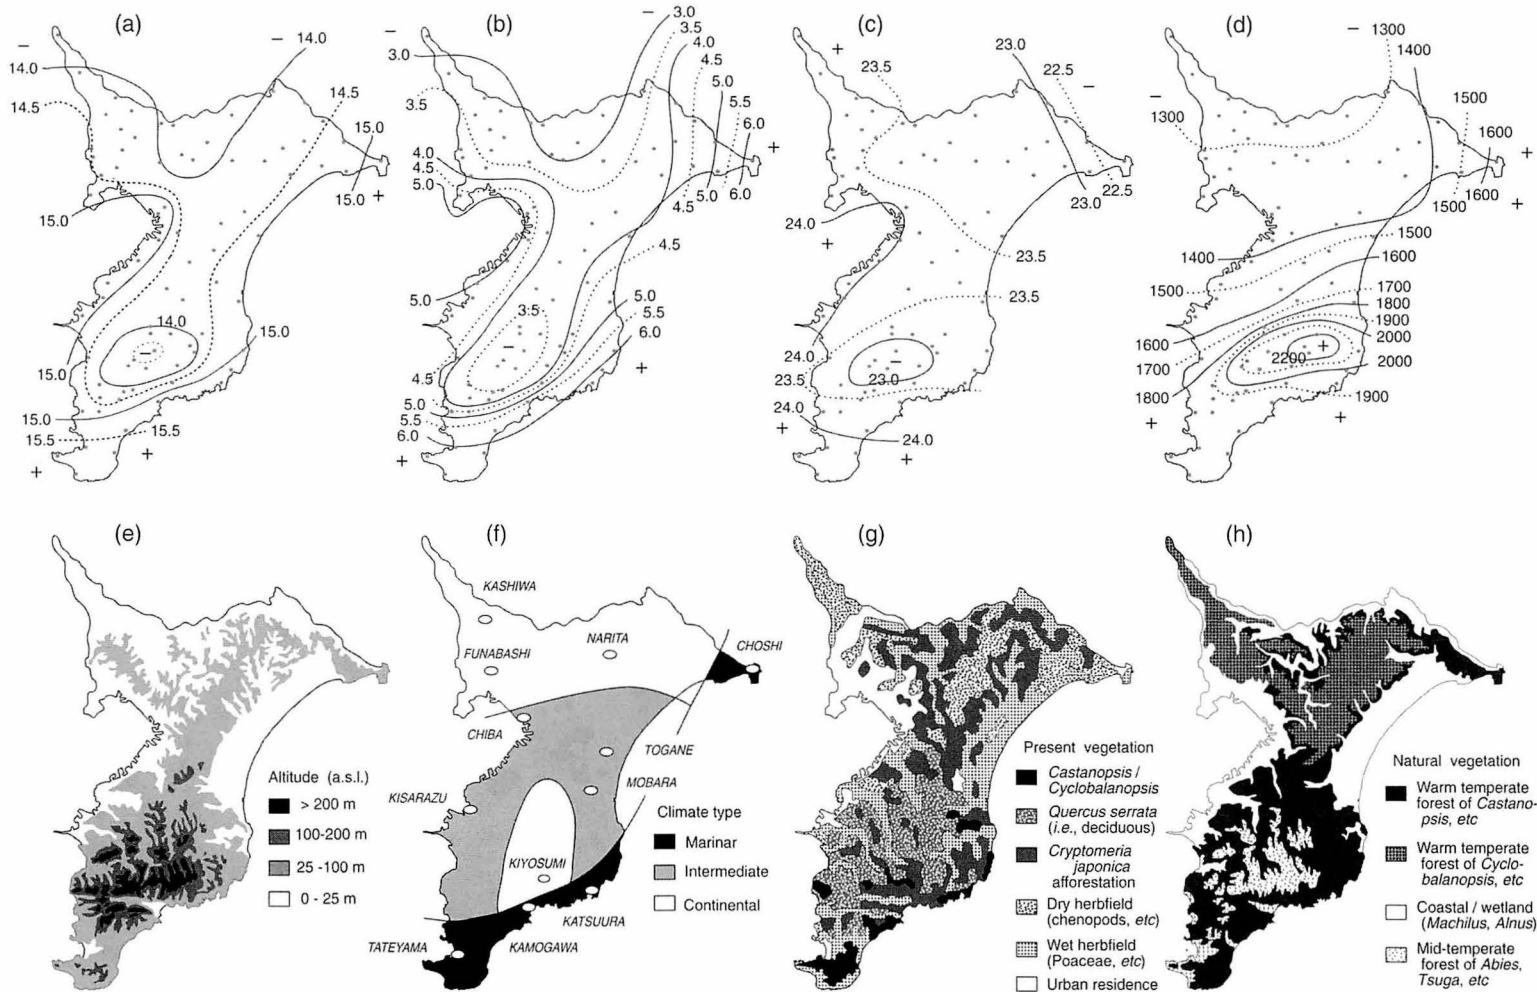 (a)
(b)
(c)
(d)
− − 14.0
14.0
14.5
14.5
15.0
15.0 +
15.0
14.0
−
15.0
15.0
15.0
15.5
15.5
+
+
−
− 3.0
3.0
3.5
4.0
4.5
5.0
5.5
6.0
+
3.5
4.0
4.5
5.0
6.0
5.0
4.5
4.5
5.0
3.5
−
5.0
5.5
6.0
+
4.5
5.0
5.5
6.0
+
+
23.5
23.0
22.5
−
22.5
23.0
24.0
+
23.5
23.5
24.0
−
23.0
23.5
24.0
+
24.0
+
− 1300
1400
−
1300
1500
1600
+
1600 +
1500
1500
1400
1600
1500
1700
1800
1900
2000
1600
2200 +
2000
1700
1900
1800
+
+
(e)
(f)
(g)
(h)
Altitude (a.s.l.)
> 200 m
100-200 m
25 -100 m
0 - 25 m
KASHIWA
FUNABASHI
NARITA
CHOSHI
CHIBA
TOGANE
MOBARA
KISARAZU
KIYOSUMI
KATSUURA
TATEYAMA
KAMOGAWA
Climate type
Marinar
Intermediate
Continental
Present vegetation
Castanopsis /
Cyclobalanopsis
Quercus serrata
(i.e., deciduous)
Cryptomeria
japonica
afforestation
Dry herbfield
(chenopods, etc)
Wet herbfield
(Poaceae, etc)
Urban residence
Natural vegetation
Warm temperate
forest of Castano-
psis, etc
Warm temperate
forest of Cyclo-
balanopsis, etc
Coastal / wetland
(Machilus, Alnus)
Mid-temperate
forest of Abies,
Tsuga, etc